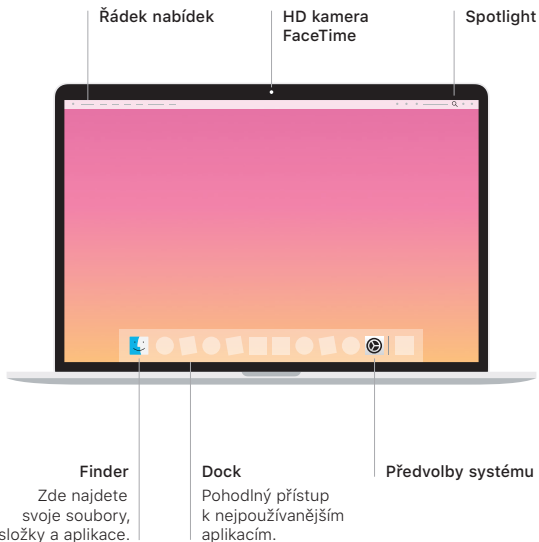 Řádek nabídek
HD kamera
FaceTime
Spotlight
Finder
Zde najdete
svoje soubory,
složky a aplikace.
Dock
Pohodlný přístup
k nejpoužívanějším
aplikacím.
Předvolby systému